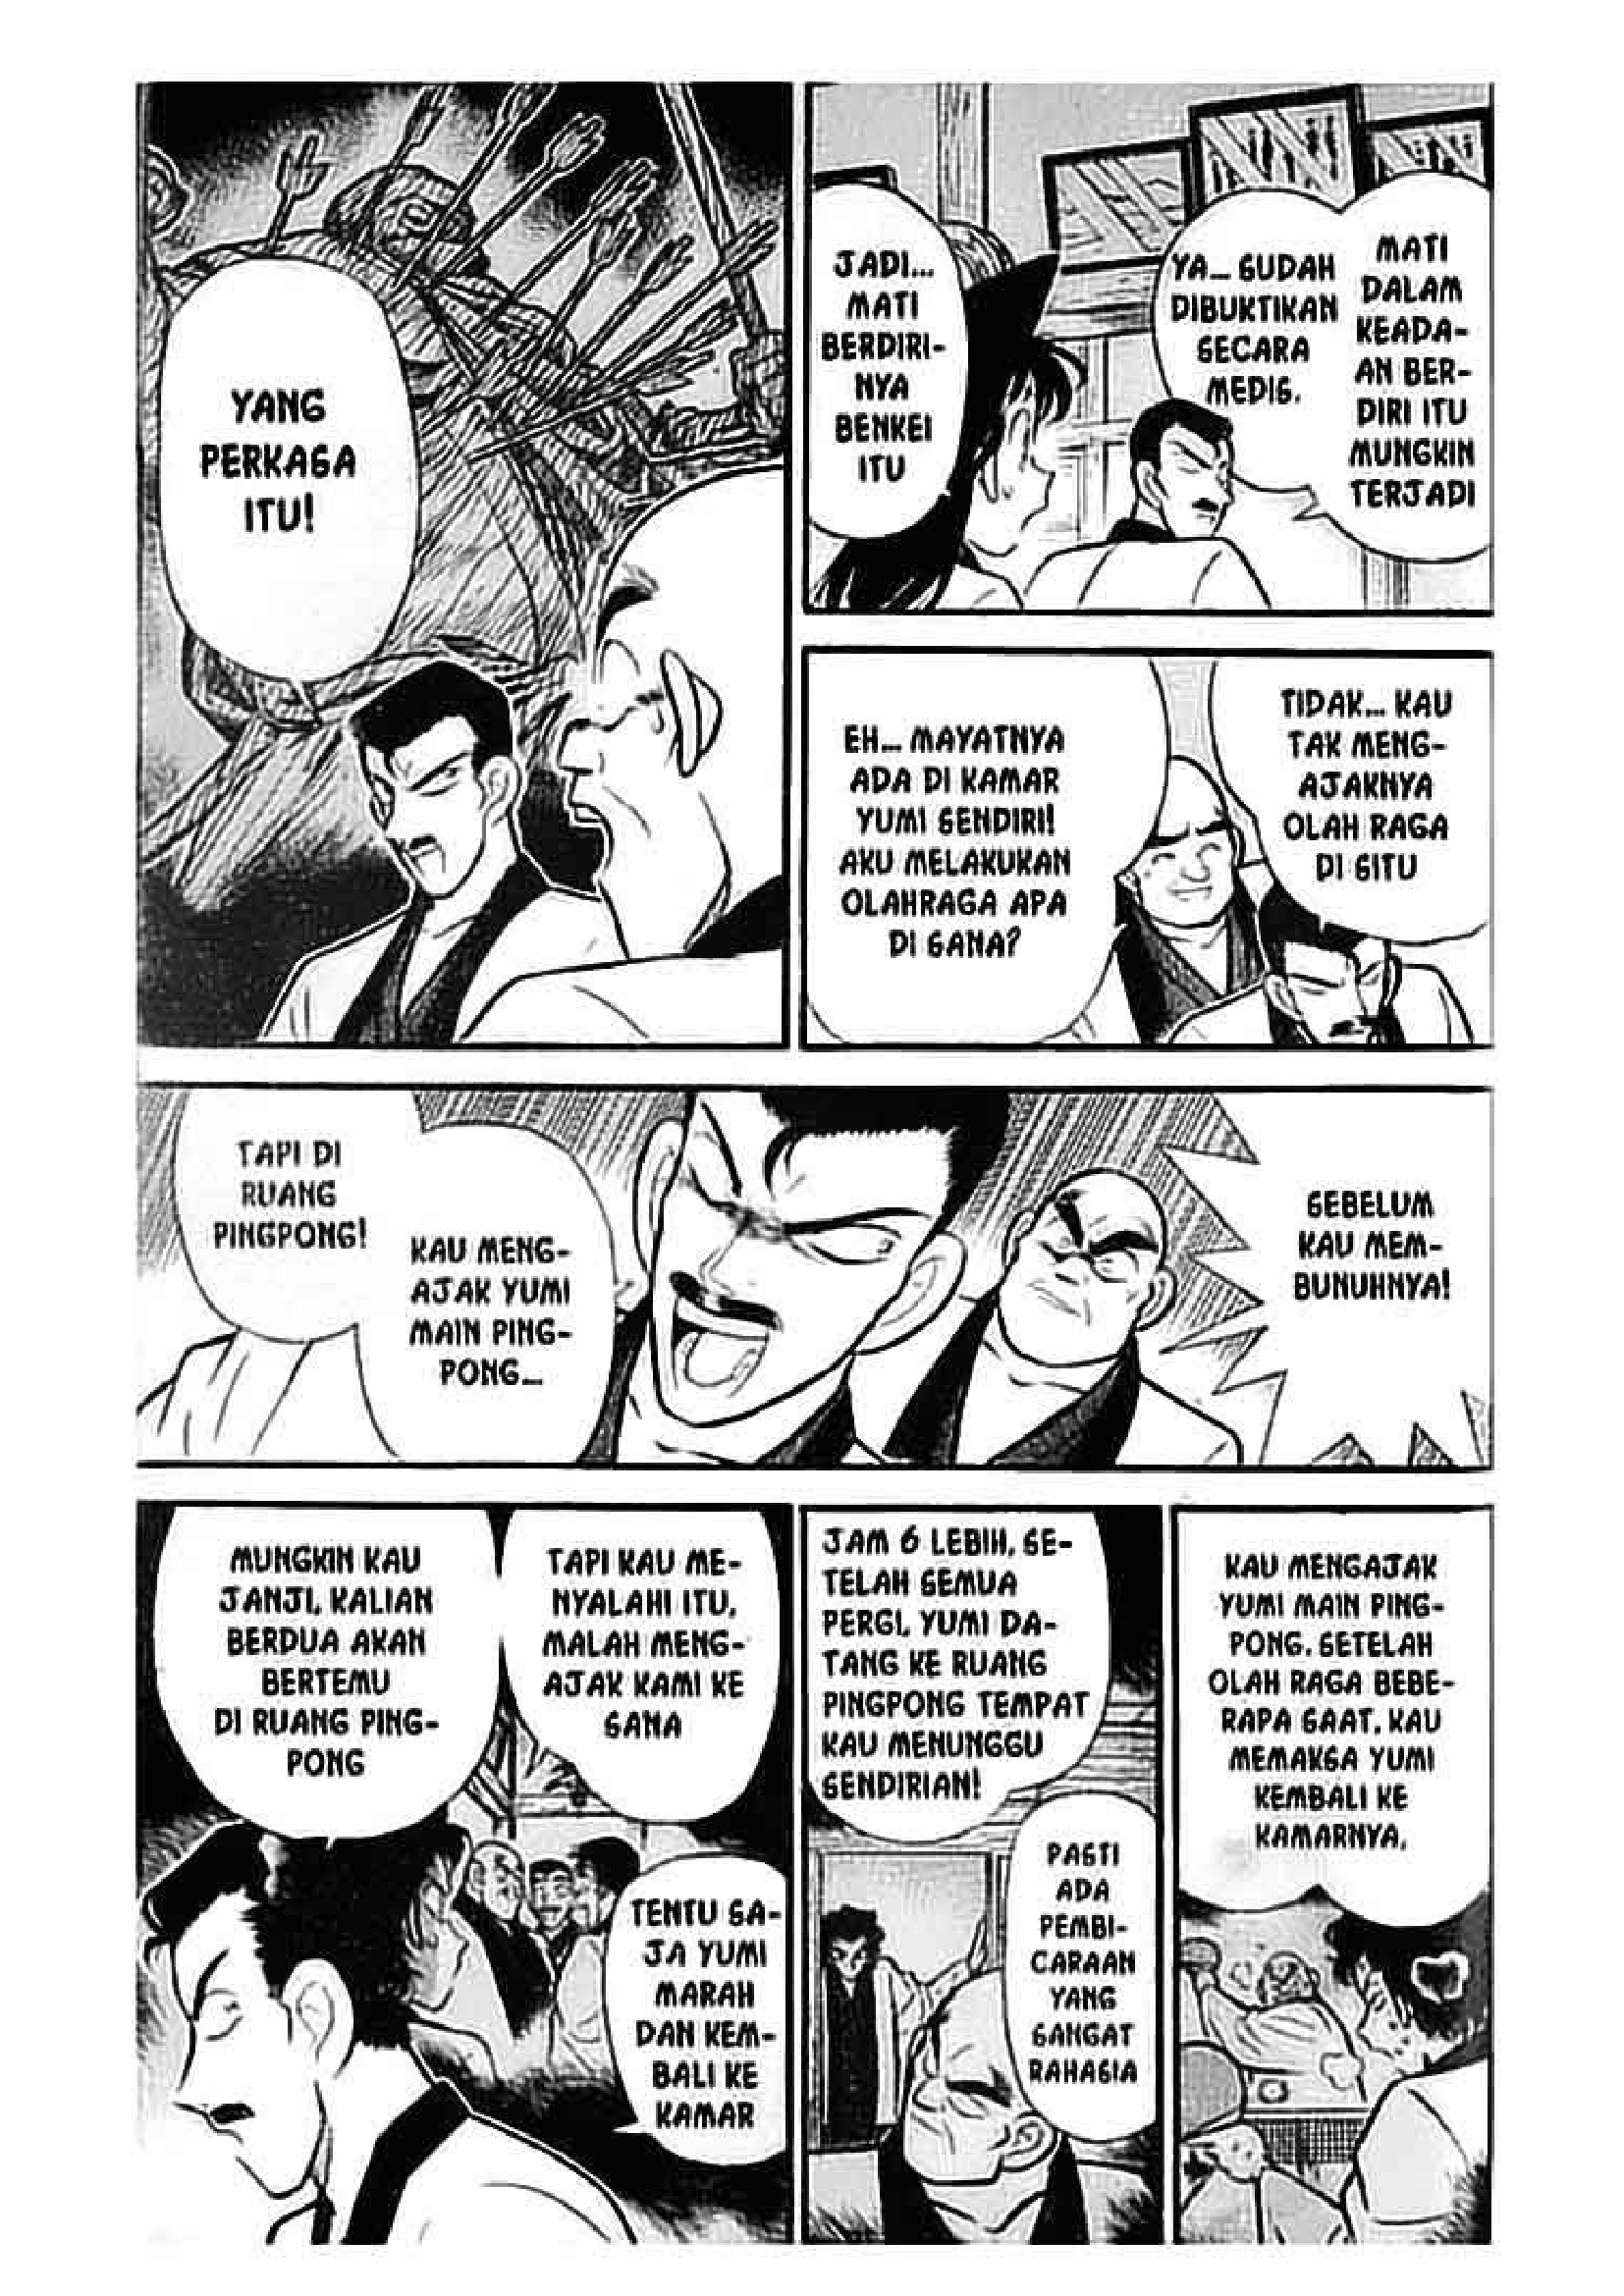 YANG
PERKASA
ITU!
JADI...
MATI
BERDIRI-
NYA
BENKEI
ITU
YA... SUDAH
DIBUKTIKAN
SECARA
MEDIS.
MATI
DALAM
KEADA-
AN BER-
DIRI ITU
MUNGKIN
TERJADI
EH... MAYATNYA
ADA DI KAMAR
YUMI SENDIRI!
AKU MELAKUKAN
OLAHRAGA APA
DI SANA?
TIDAK... KAU
TAK MENG-
AJAKNYA
OLAH RAGA
DI SITU
TAPI DI
RUANG
PINGPONG!
KAU MENG-
AJAK YUMI
MAIN PING-
PONG...
SEBELUM
KAU MEM-
BUNUHNYA!
MUNGKIN KAU
JANJI, KALIAN
BERDUA AKAN
BERTEMU
DI RUANG PING-
PONG
TAPI KAU ME-
NYALAHI ITU,
MALAH MENG-
AJAK KAMI KE
SANA
TENTU SA-
JA YUMI
MARAH
DAN KEM-
BALI KE
KAMAR
JAM 6 LEBIH, SE-
TELAH SEMUA
PERGI, YUMI DA-
TANG KE RUANG
PINGPONG TEMPAT
KAU MENUNGGU
SENDIRIAN!
PASTI
ADA
PEMBI-
CARAAN
YANG
SANGAT
RAHASIA
KAU MENGAJAK
YUMI MAIN PING-
PONG. SETELAH
OLAH RAGA BEBE-
RAPA SAAT, KAU
MEMAKSA YUMI
KEMBALI KE
KAMARNYA.